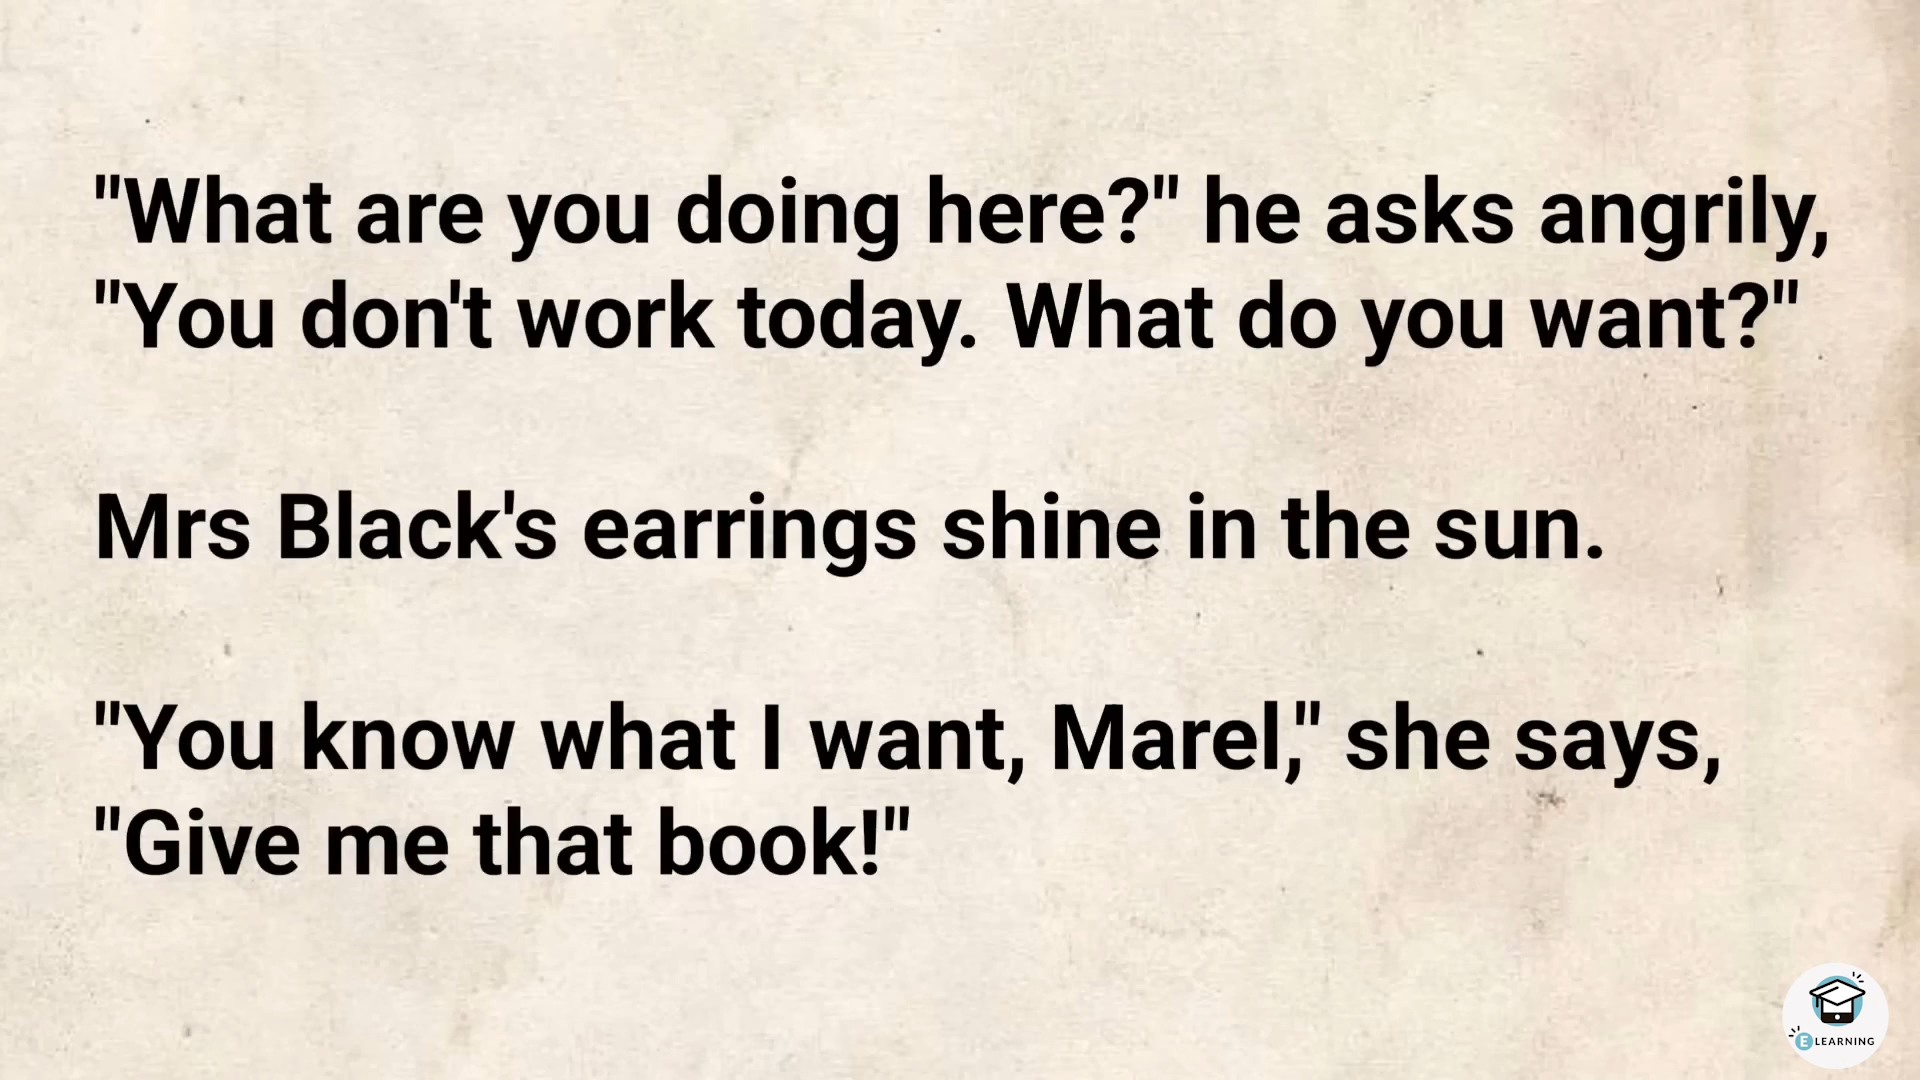 "What are you doing here?" he asks angrily,
"You don't work today. What do you want?"
Mrs Black's earrings shine in the sun.
"You know what I want, Marel," she says,
"Give me that book!"
E LEARNING